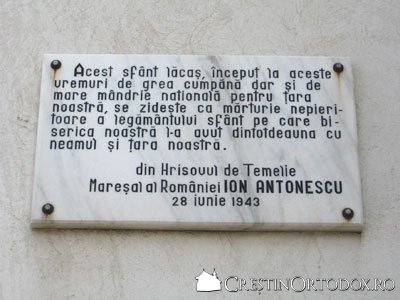 Acest sfânt lăcaş, început la aceste
vremuri de grea cumpănă dar şi de
mare mândrie naţională pentru ţara
noastră, se zideşte ca mărturie nepieri-
toare a legământului sfânt pe care bi-
serica noastră l-a avut dintotdeauna cu
neamul şi ţara noastră.
din Hrisovul de Temelie
Mareşal al României ION ANTONESCU
28 iunie 1943
CREŞTINORTODOX.RO